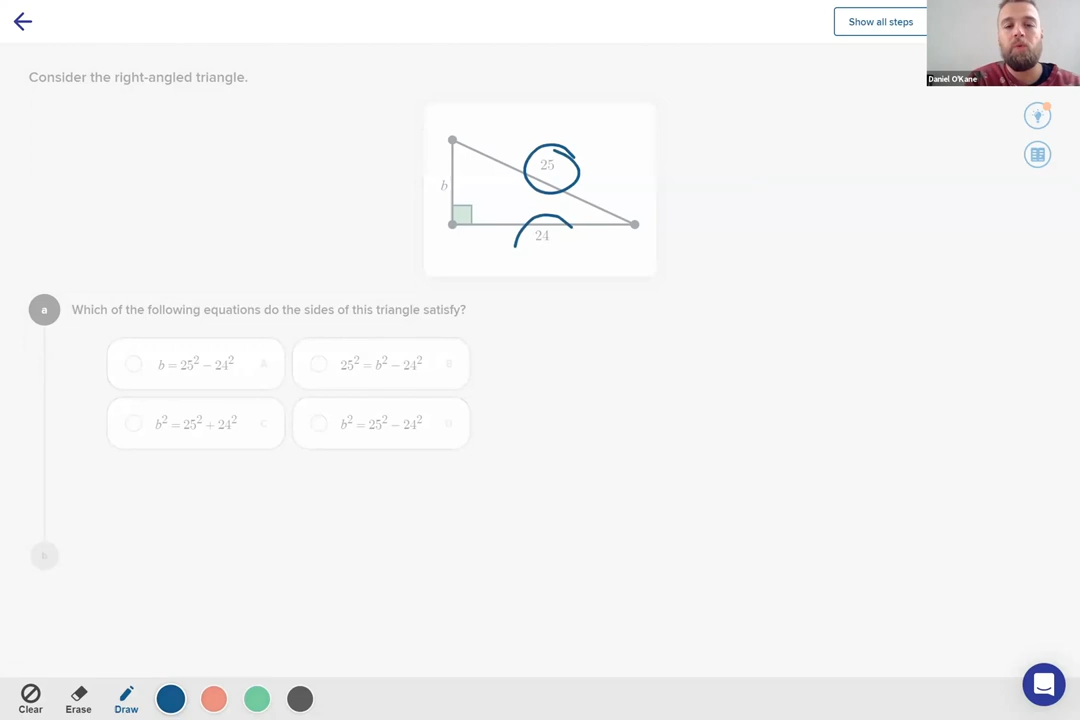 Show all steps
Daniel O'Kane
Consider the right-angled triangle.
25
b
24
a Which of the following equations do the sides of this triangle satisfy?
b = 25² − 24² A
25² = b² − 24² B
b² = 25² + 24² C
b² = 25² − 24² D
b
Clear Erase Draw